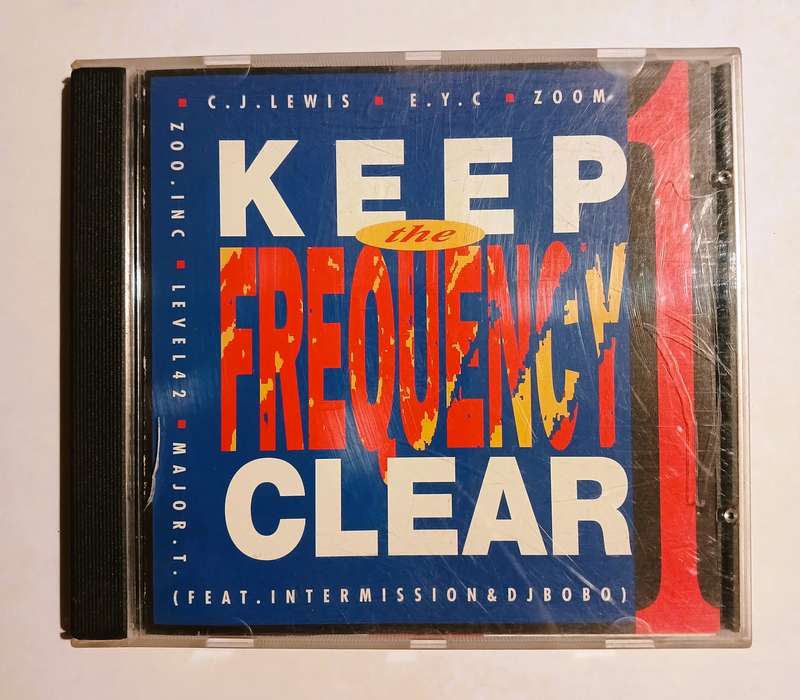 ■ C.J.LEWIS ■ E.Y.C ■ ZOOM
ZOO.INC ■ LEVEL42 ■ MAJOR.T.
KEEP
the
FREQUENCY
CLEAR
1
(FEAT.INTERMISSION&DJBOBO)